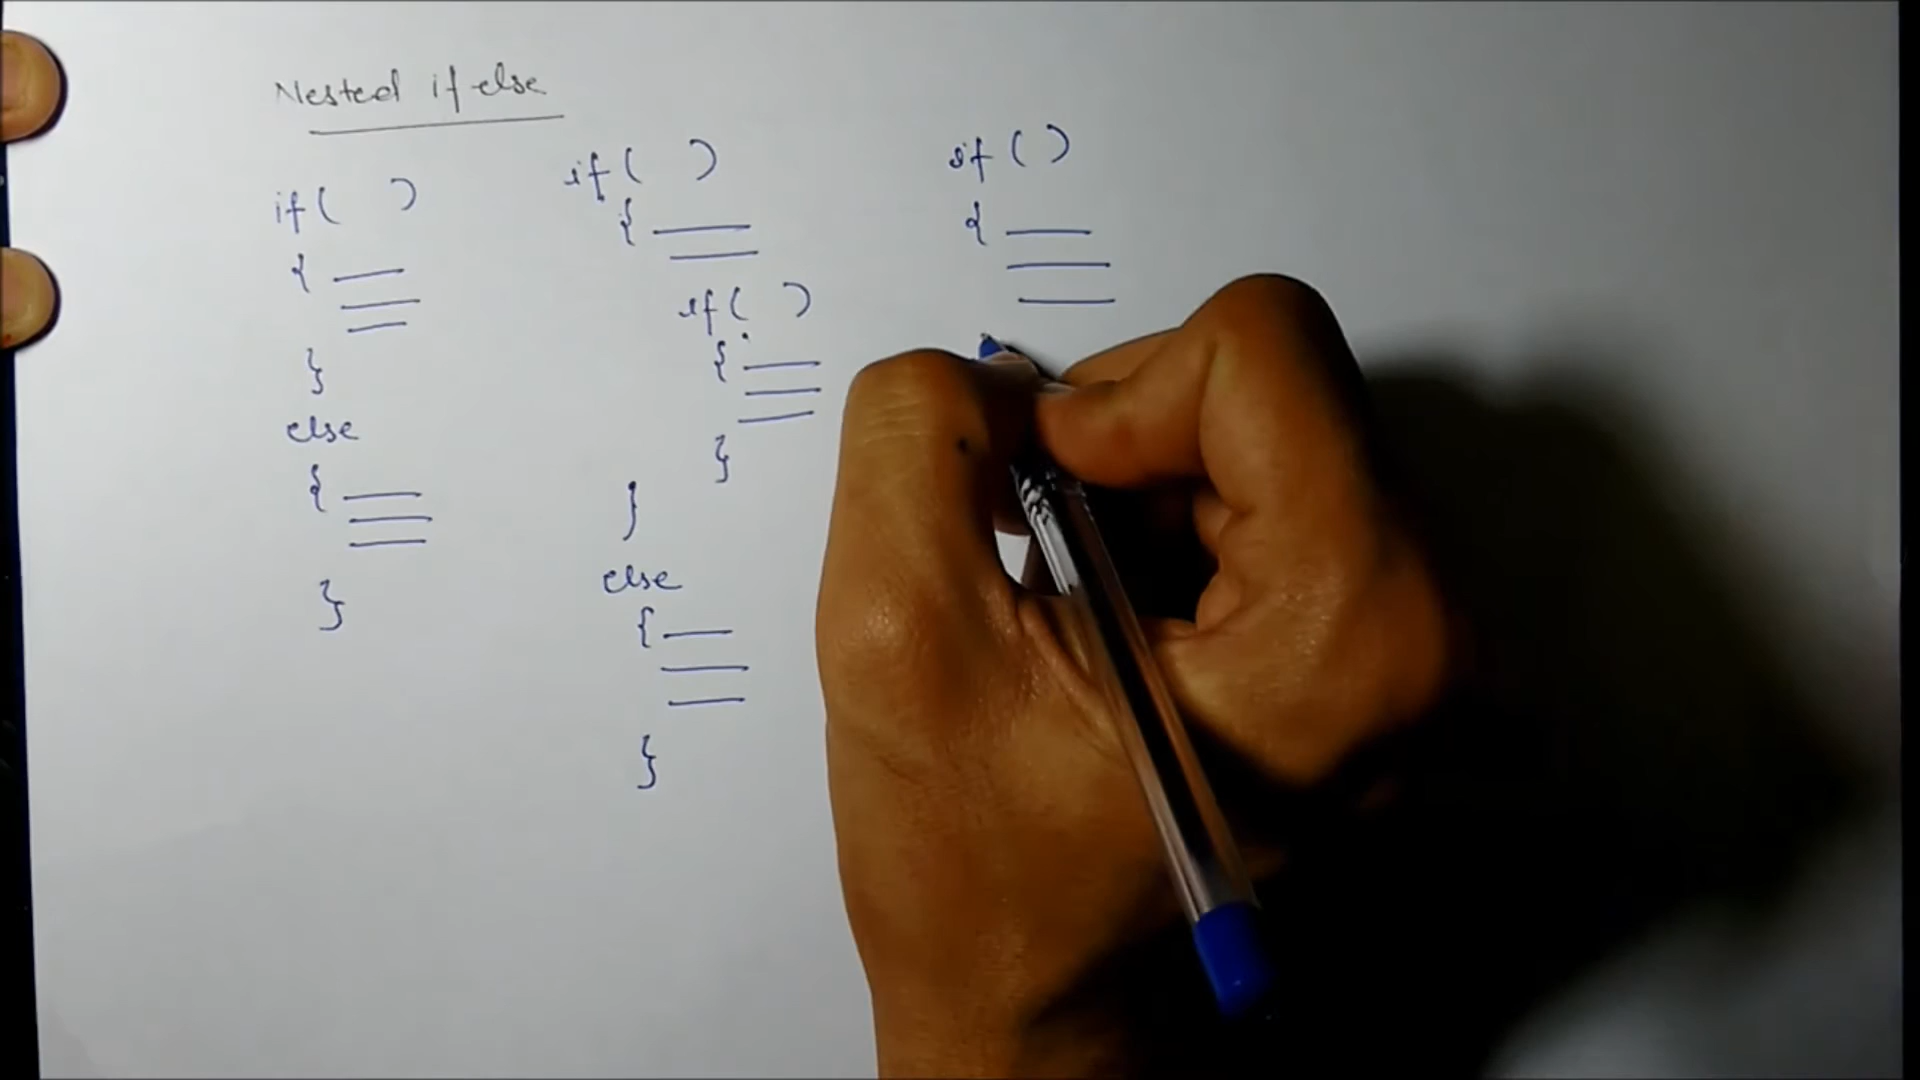 Nested if else
if ( )
{
}
else
{
}
if ( )
{
if ( )
{
}
}
else
{
}
if ( )
{